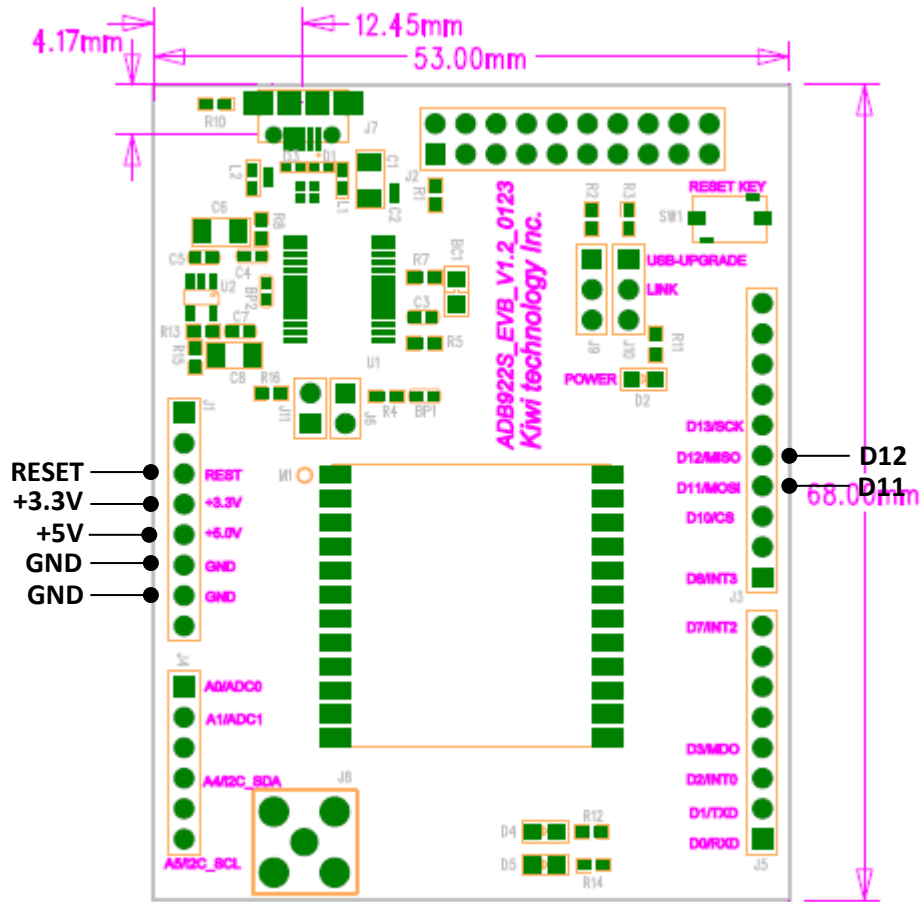 4.17mm
12.45mm
53.00mm
R10
J7
D3
D1
L2
L1
C1
C2
J2
R1
R2
R3
RESET KEY
SW1
C6
R8
C5
C4
U2
BP2
R7
BC1
USB-UPGRADE
LINK
C3
R13
C7
R15
C8
U1
R5
J9
J10
R11
ADB922S_EVB_V1.2_0123
Kiwi technology Inc.
POWER
D2
R16
J11
J6
R4
BP1
J1
RESET
REST
+3.3V
+3.3V
+5V
+5.0V
GND
GND
GND
GND
IN1
D13/SCK
D12/MISO
D12
D11/MOSI
D11
68.00mm
D10/CS
D8/INT3
J3
D7/INT2
J4
A0/ADC0
A1/ADC1
A4/I2C_SDA
A5/I2C_SCL
J8
D3/MDO
D2/INT0
D1/TXD
D0/RXD
J5
D4
R12
D5
R14